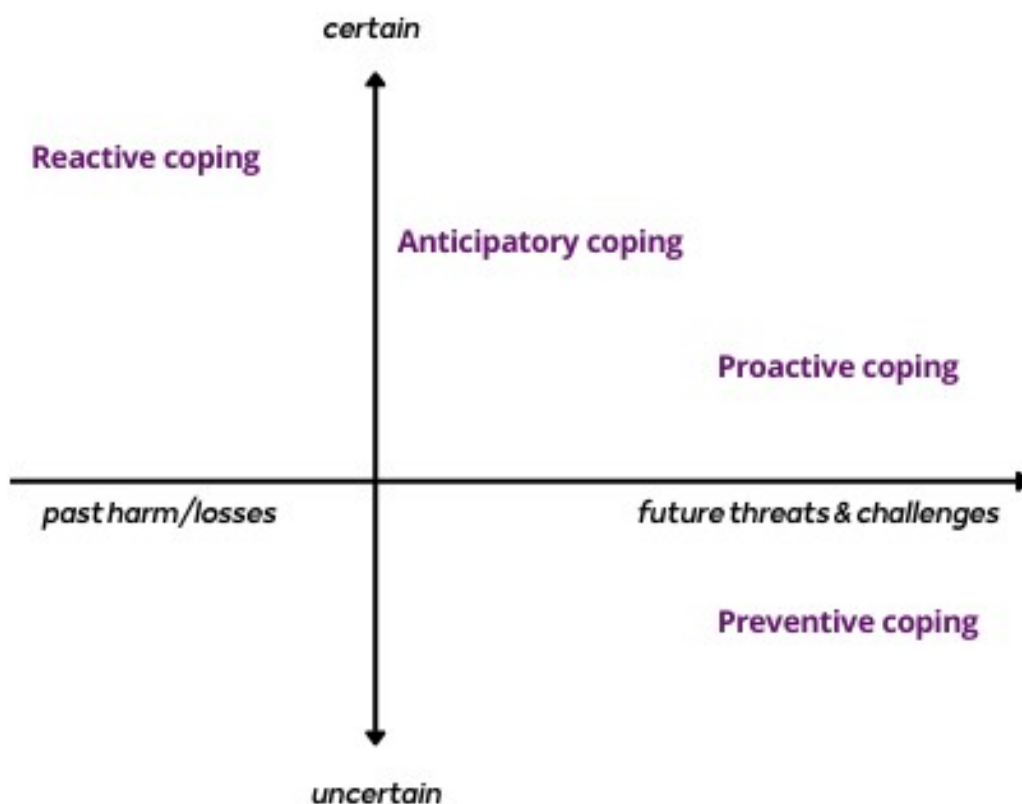 certain
Reactive coping
Anticipatory coping
Proactive coping
past harm/losses
future threats & challenges
Preventive coping
uncertain